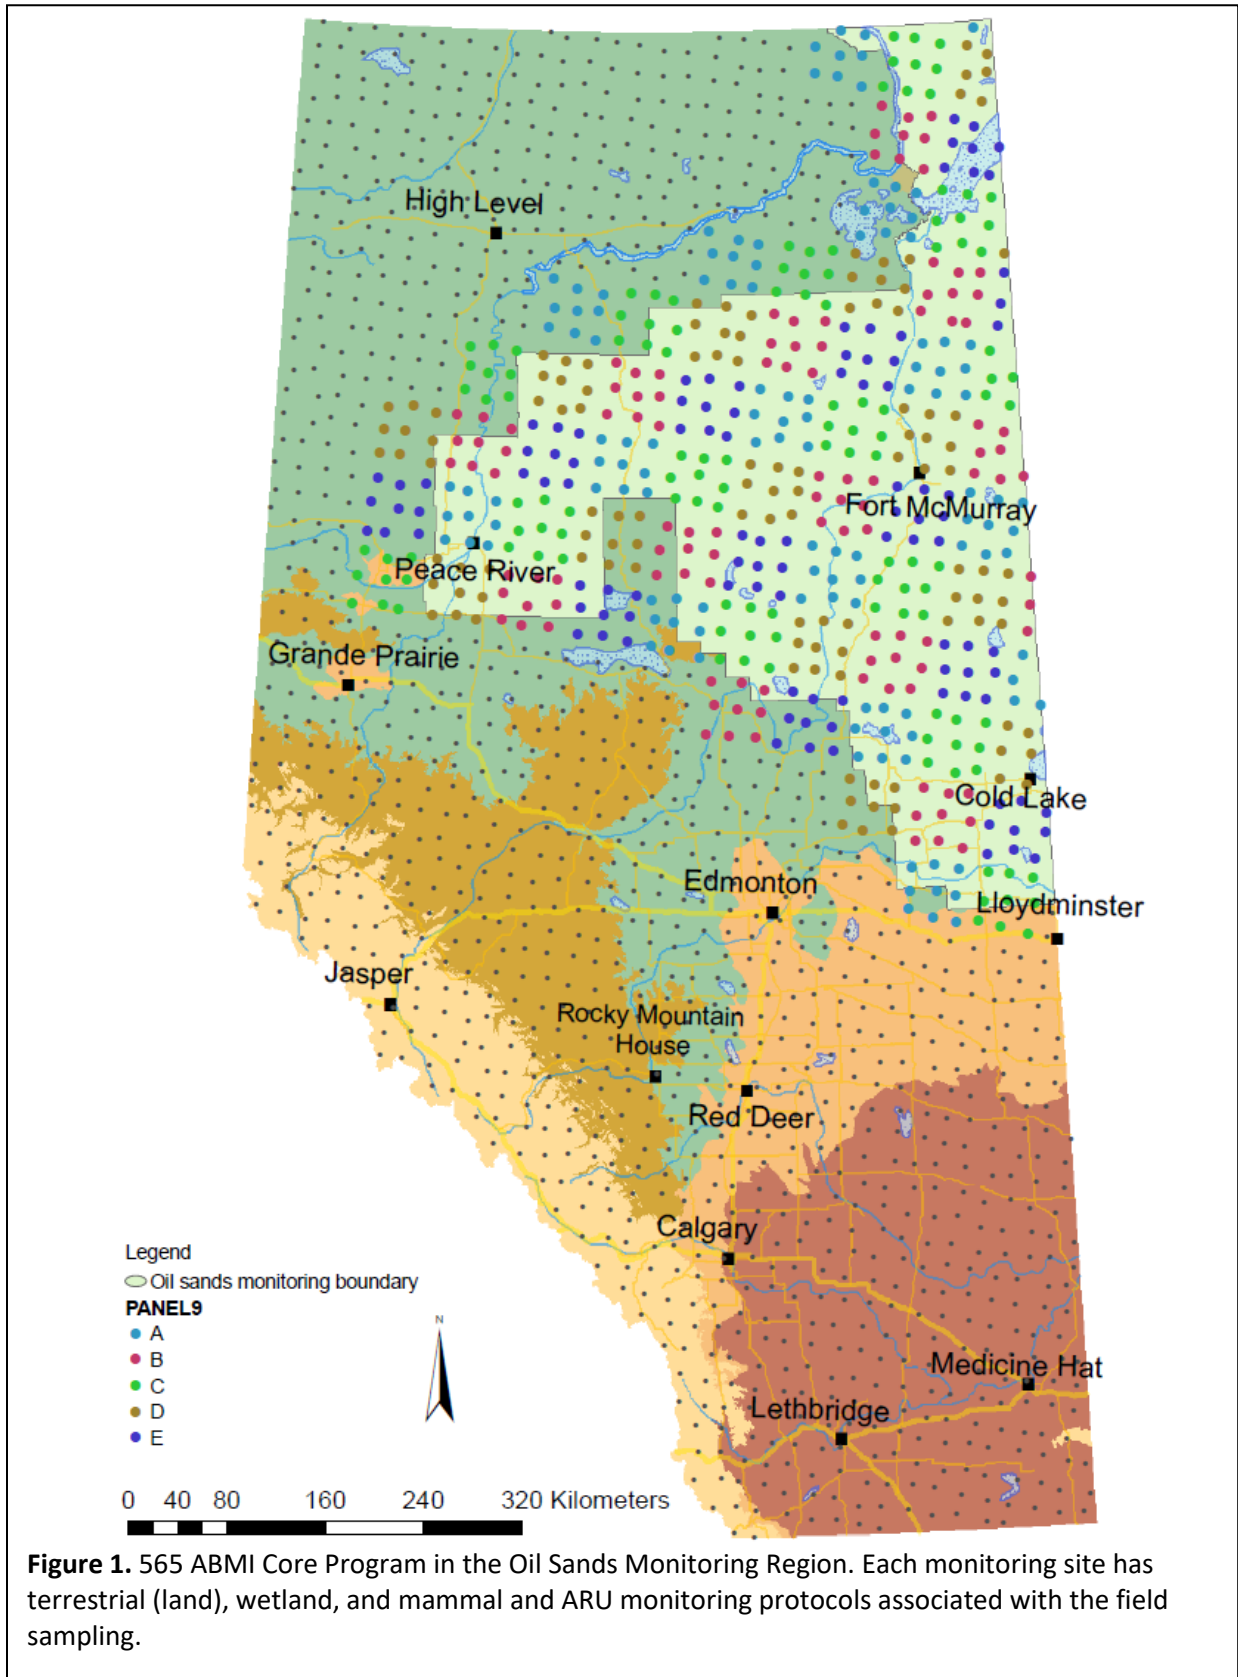 High Level
Fort McMurray
Peace River
Grande Prairie
Cold Lake
Edmonton
Lloydminster
Jasper
Rocky Mountain
House
Red Deer
Calgary
Medicine Hat
Lethbridge
Legend
Oil sands monitoring boundary
PANEL9
A
B
C
D
E
N
0 40 80 160 240 320 Kilometers
Figure 1. 565 ABMI Core Program in the Oil Sands Monitoring Region. Each monitoring site has
terrestrial (land), wetland, and mammal and ARU monitoring protocols associated with the field
sampling.